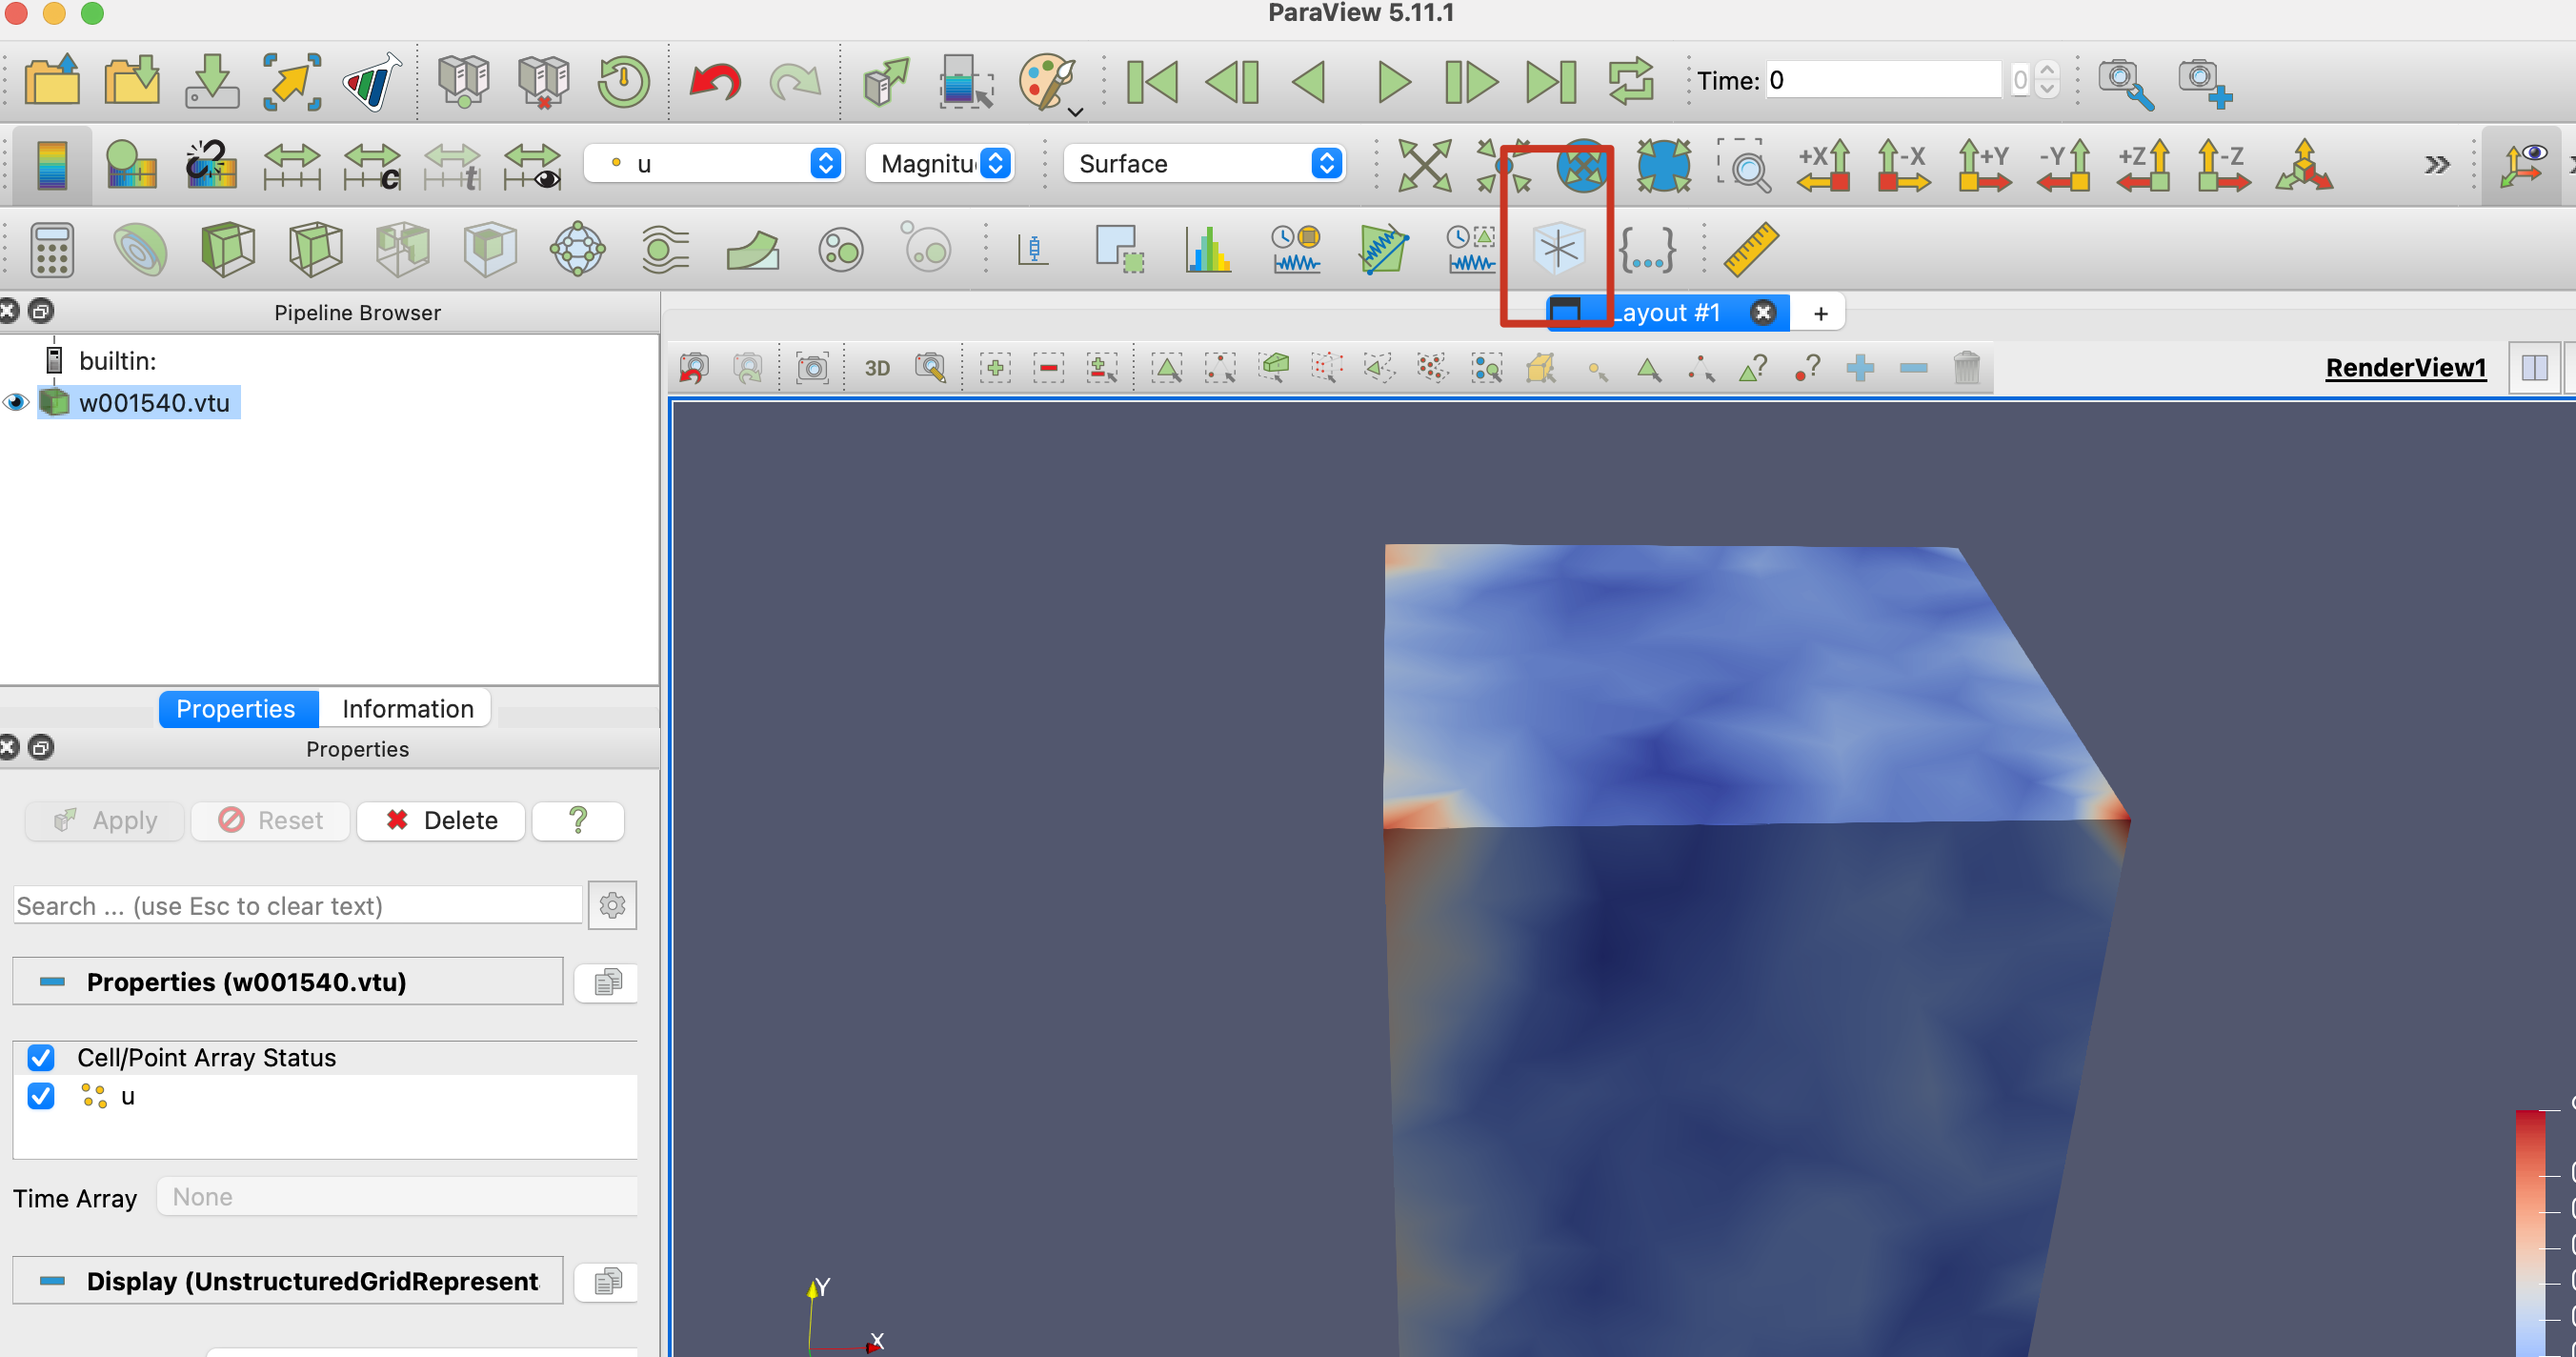 ParaView 5.11.1
Time: 0 0
c t u Magnitu Surface +X -X +Y -Y +Z -Z
{...}
Pipeline Browser
Layout #1 +
builtin:
3D RenderView1
w001540.vtu
Properties Information
Properties
Apply Reset Delete ?
Search ... (use Esc to clear text)
Properties (w001540.vtu)
Cell/Point Array Status
u
Time Array None
Display (UnstructuredGridRepresent
Y
X